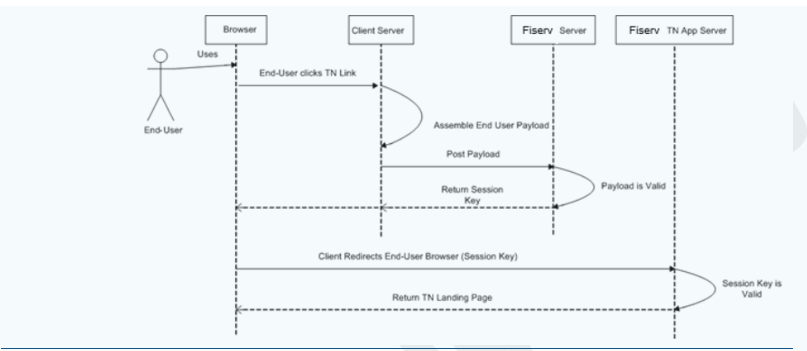 Browser
Client Server
Fiserv Server
Fiserv TN App Server
Uses
End-User clicks TN Link
End-User
Assemble End User Payload
Post Payload
Payload is Valid
Return Session
Key
Client Redirects End-User Browser (Session Key)
Session Key is
Valid
Return TN Landing Page